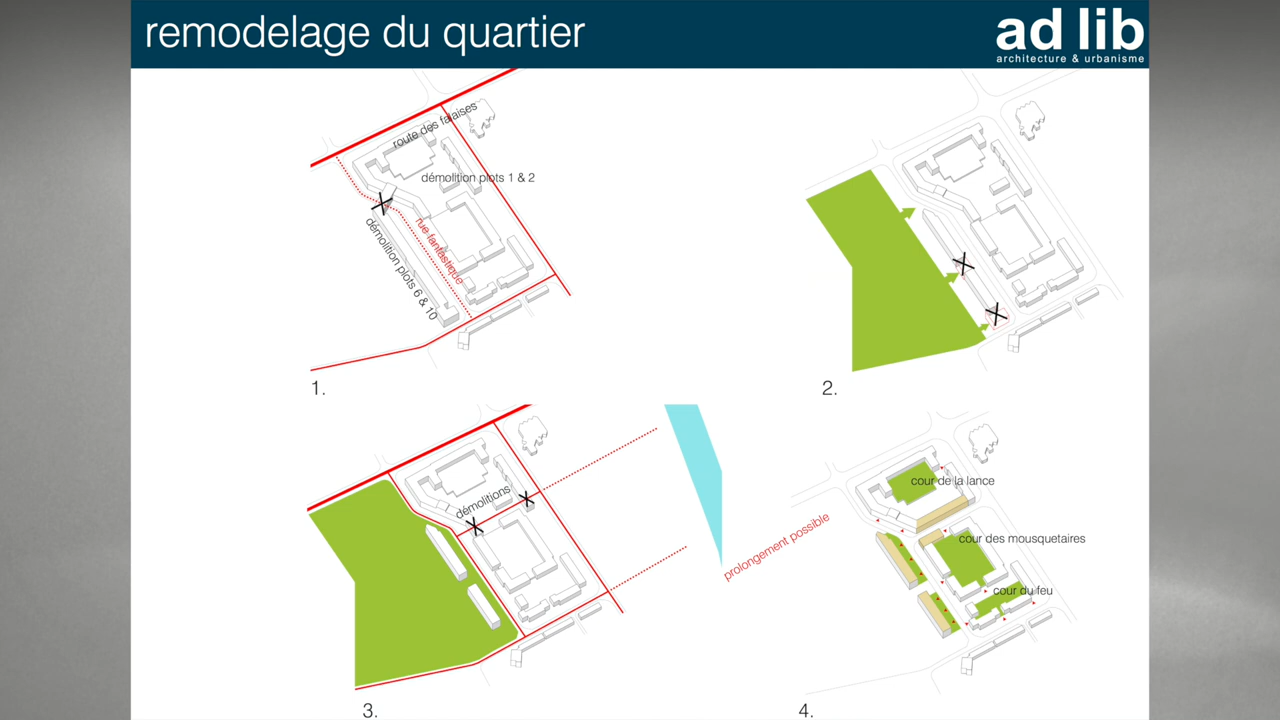 remodelage du quartier
ad lib
architecture & urbanisme
route des falaises
démolition plots 1 & 2
rue fantastique
démolition plots 6 & 10
1.
2.
démolitions
prolongement possible
cour de la lance
cour des mousquetaires
cour du feu
3.
4.